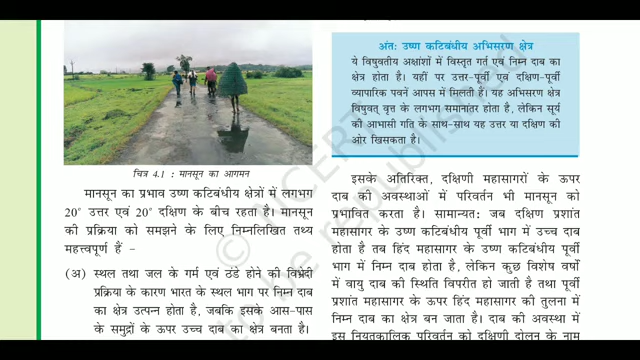 चित्र 4.1 : मानसून का आगमन
मानसून का प्रभाव उष्ण कटिबंधीय क्षेत्रों में लगभग
20° उत्तर एवं 20° दक्षिण के बीच रहता है। मानसून
की प्रक्रिया को समझने के लिए निम्नलिखित तथ्य
महत्त्वपूर्ण हैं -
(अ) स्थल तथा जल के गर्म एवं ठंडे होने की विभ्रेदी
प्रक्रिया के कारण भारत के स्थल भाग पर निम्न दाब
का क्षेत्र उत्पन्न होता है, जबकि इसके आस-पास
के समुद्रों के ऊपर उच्च दाब का क्षेत्र बनता है।
अंतः उष्ण कटिबंधीय अभिसरण क्षेत्र
ये विषुवतीय अक्षांशों में विस्तृत गर्त एवं निम्न दाब का
क्षेत्र होता है। यहीं पर उत्तर-पूर्वी एवं दक्षिण-पूर्वी
व्यापारिक पवनें आपस में मिलती हैं। यह अभिसरण क्षेत्र
विषुवत् वृत्त के लगभग समानांतर होता है, लेकिन सूर्य
की आभासी गति के साथ-साथ यह उत्तर या दक्षिण की
ओर खिसकता है।
इसके अतिरिक्त, दक्षिणी महासागरों के ऊपर
दाब की अवस्थाओं में परिवर्तन भी मानसून को
प्रभावित करता है। सामान्यत: जब दक्षिण प्रशांत
महासागर के उष्ण कटिबंधीय पूर्वी भाग में उच्च दाब
होता है तब हिंद महासागर के उष्ण कटिबंधीय पूर्वी
भाग में निम्न दाब होता है, लेकिन कुछ विशेष वर्षों
में वायु दाब की स्थिति विपरीत हो जाती है तथा पूर्वी
प्रशांत महासागर के ऊपर हिंद महासागर की तुलना में
निम्न दाब का क्षेत्र बन जाता है। दाब की अवस्था में
इस नियतकालिक परिवर्तन को दक्षिणी दोलन के नाम
© NCERT
to be republished